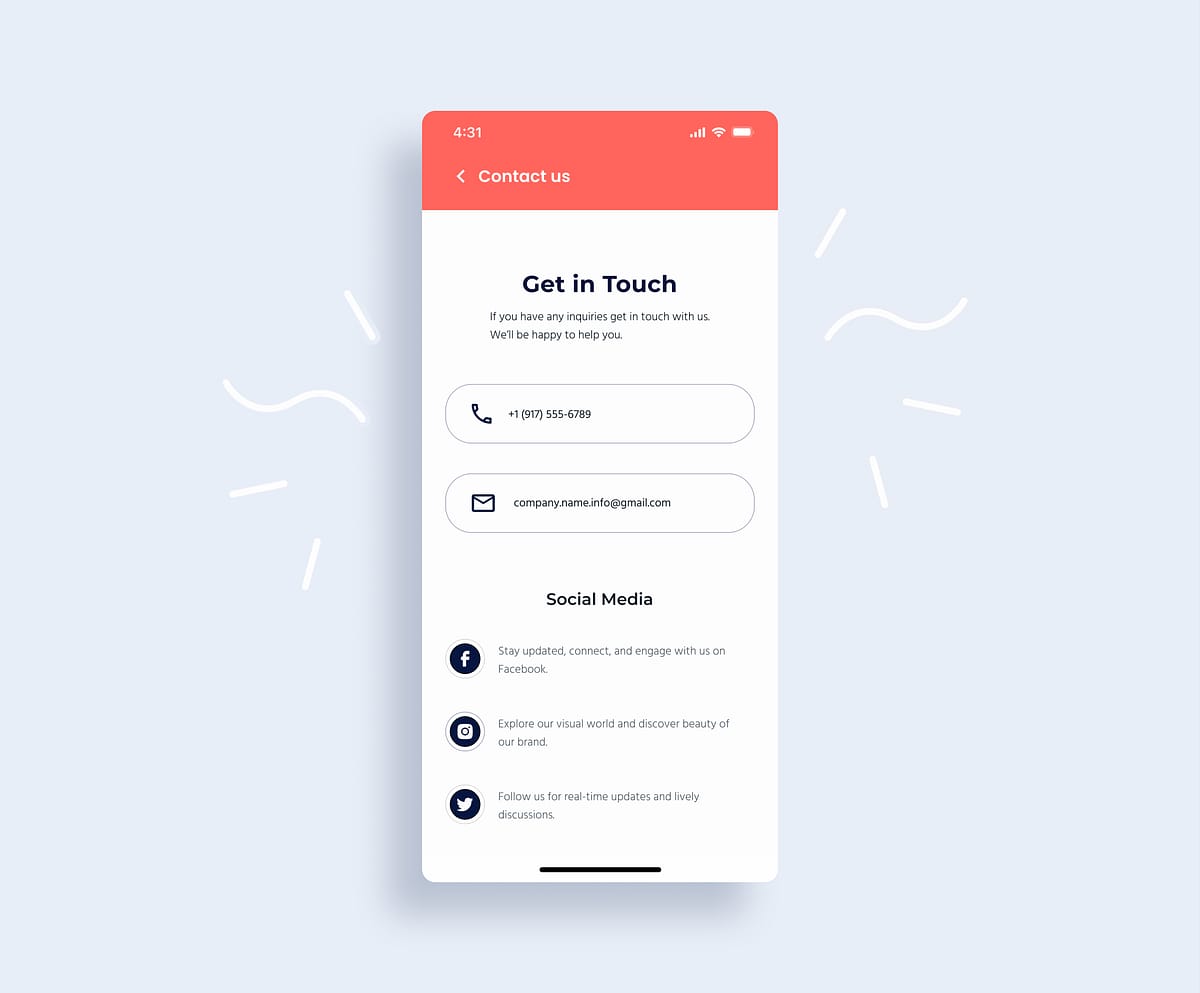 4:31
Contact us
Get in Touch
If you have any inquiries get in touch with us.
We'll be happy to help you.
+1 (917) 555-6789
company.name.info@gmail.com
Social Media
Stay updated, connect, and engage with us on
Facebook.
Explore our visual world and discover beauty of
our brand.
Follow us for real-time updates and lively
discussions.